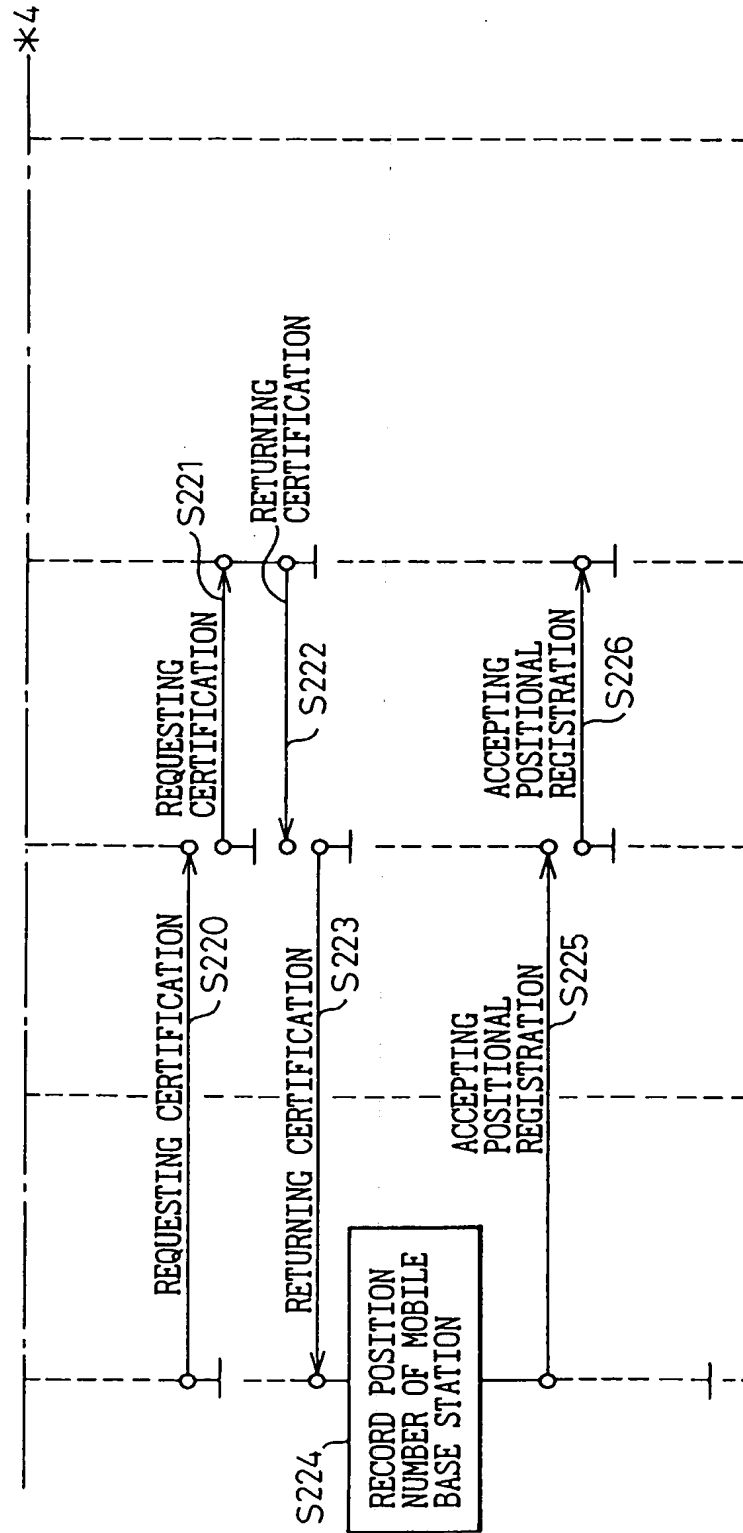 *4
REQUESTING CERTIFICATION
S220
REQUESTING
CERTIFICATION
S221
RETURNING
CERTIFICATION
S222
RETURNING CERTIFICATION
S223
S224
RECORD POSITION
NUMBER OF MOBILE
BASE STATION
ACCEPTING
POSITIONAL
REGISTRATION
S225
ACCEPTING
POSITIONAL
REGISTRATION
S226